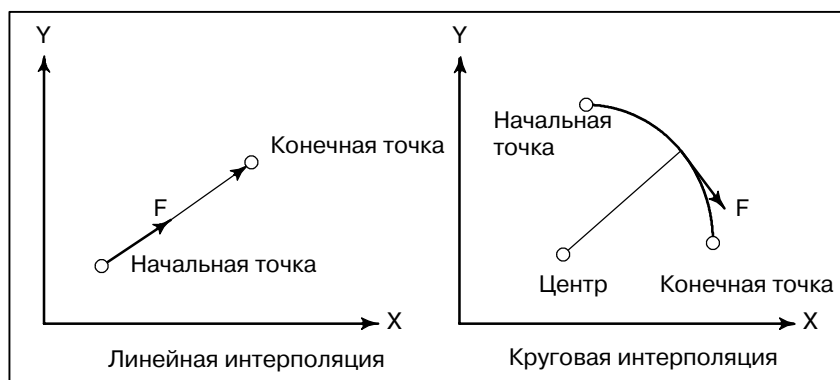 Y
Конечная точка
F
Начальная точка
X
Линейная интерполяция
Y
Начальная
точка
F
Центр
Конечная точка
X
Круговая интерполяция